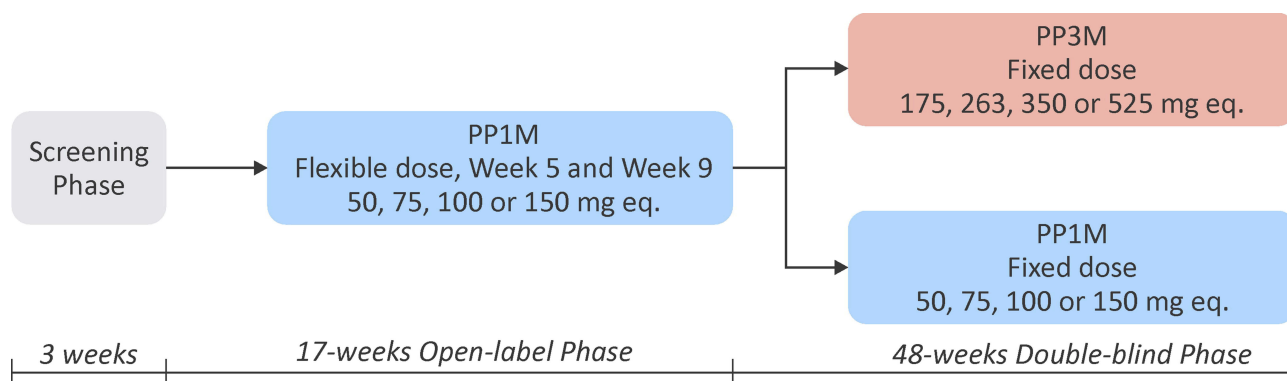 Screening
Phase
PP1M
Flexible dose, Week 5 and Week 9
50, 75, 100 or 150 mg eq.
PP3M
Fixed dose
175, 263, 350 or 525 mg eq.
PP1M
Fixed dose
50, 75, 100 or 150 mg eq.
3 weeks
17-weeks Open-label Phase
48-weeks Double-blind Phase